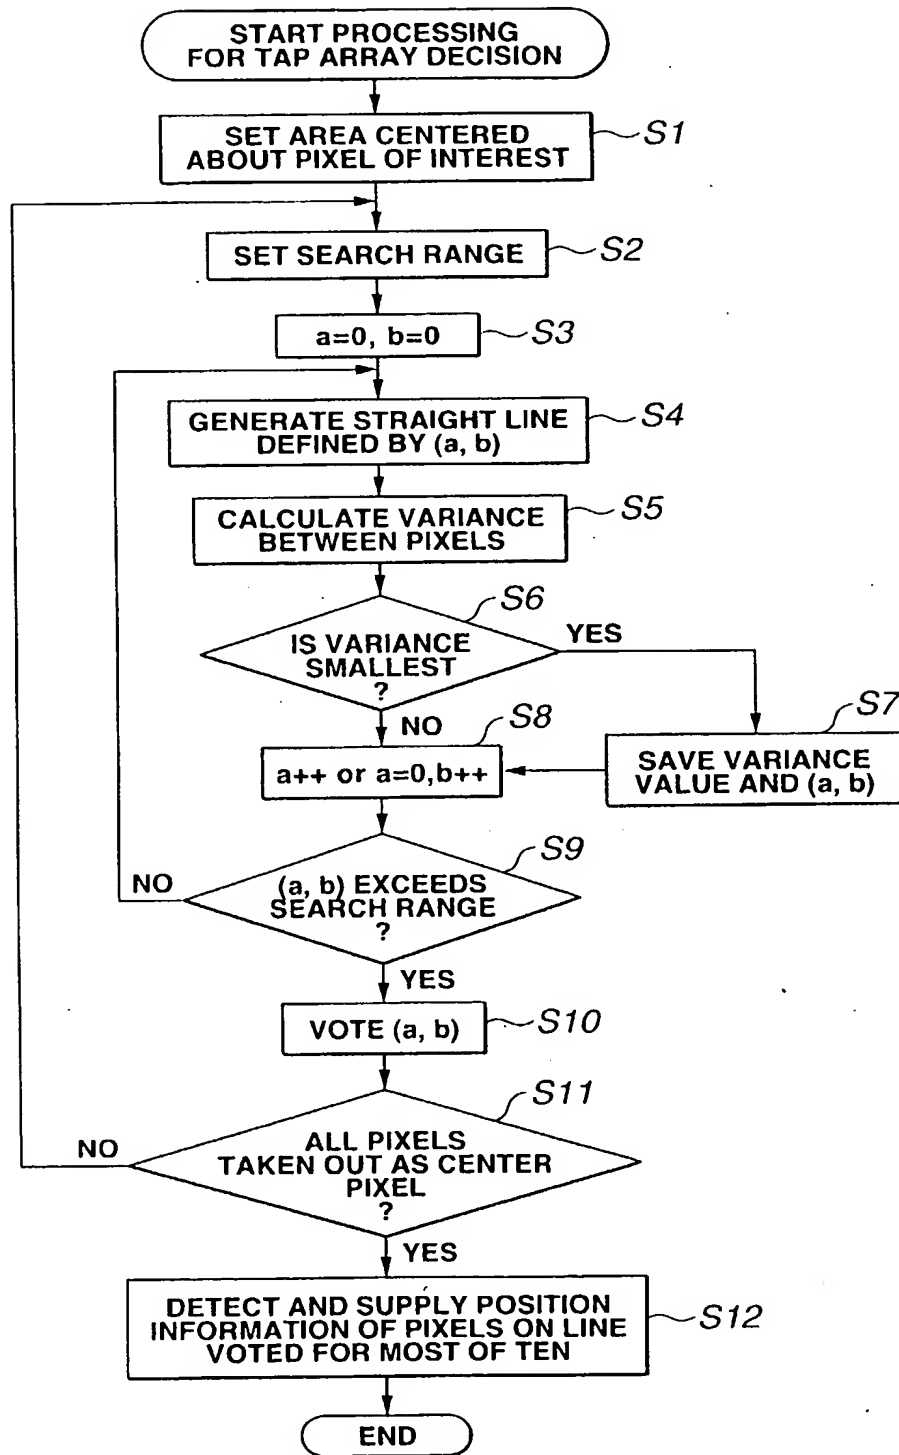 START PROCESSING
FOR TAP ARRAY DECISION
SET AREA CENTERED
ABOUT PIXEL OF INTEREST
S1
SET SEARCH RANGE
S2
a=0, b=0
S3
GENERATE STRAIGHT LINE
DEFINED BY (a, b)
S4
CALCULATE VARIANCE
BETWEEN PIXELS
S5
IS VARIANCE
SMALLEST
?
S6
YES
NO
SAVE VARIANCE
VALUE AND (a, b)
S7
a++ or a=0,b++
S8
(a, b) EXCEEDS
SEARCH RANGE
?
S9
NO
YES
VOTE (a, b)
S10
ALL PIXELS
TAKEN OUT AS CENTER
PIXEL
?
S11
NO
YES
DETECT AND SUPPLY POSITION
INFORMATION OF PIXELS ON LINE
VOTED FOR MOST OF TEN
S12
END